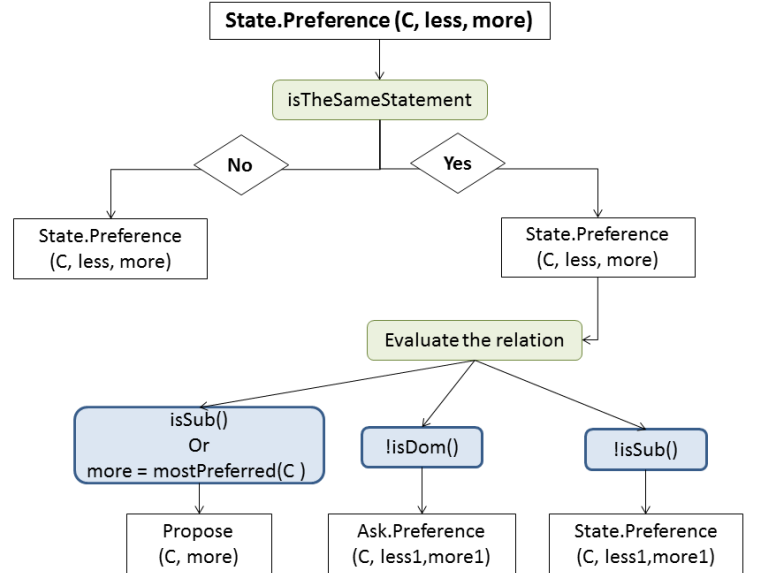 State.Preference (C, less, more)
isTheSameStatement
No
Yes
State.Preference
(C, less, more)
State.Preference
(C, less, more)
Evaluate the relation
isSub()
Or
more = mostPreferred(C )
!isDom()
!isSub()
Propose
(C, more)
Ask.Preference
(C, less1,more1)
State.Preference
(C, less1,more1)